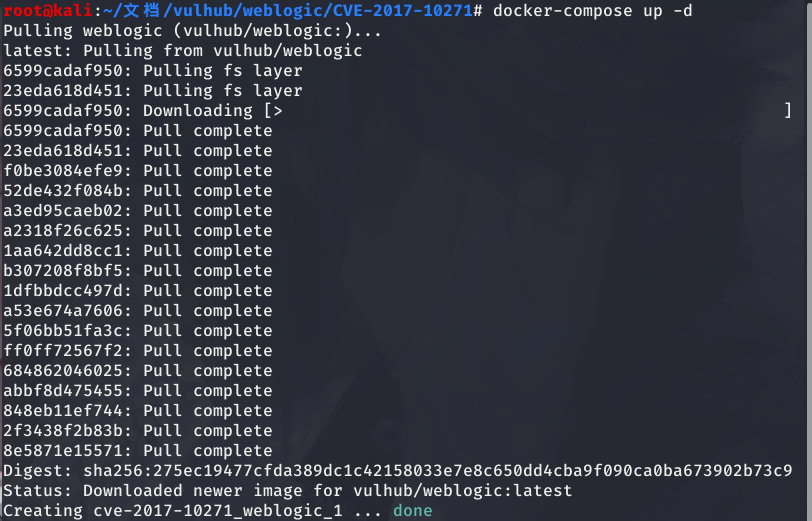 root@kali:~/文档/vulhub/weblogic/CVE-2017-10271# docker-compose up -d
Pulling weblogic (vulhub/weblogic:)...
latest: Pulling from vulhub/weblogic
6599cadaf950: Pulling fs layer
23eda618d451: Pulling fs layer
6599cadaf950: Downloading [>                                                  ]
6599cadaf950: Pull complete
23eda618d451: Pull complete
f0be3084efe9: Pull complete
52de432f084b: Pull complete
a3ed95caeb02: Pull complete
a2318f26c625: Pull complete
1aa642dd8cc1: Pull complete
b307208f8bf5: Pull complete
1dfbbdcc497d: Pull complete
a53e674a7606: Pull complete
5f06bb51fa3c: Pull complete
ff0ff72567f2: Pull complete
684862046025: Pull complete
abbf8d475455: Pull complete
848eb11ef744: Pull complete
2f3438f2b83b: Pull complete
8e5871e15571: Pull complete
Digest: sha256:275ec19477cfda389dc1c42158033e7e8c650dd4cba9f090ca0ba673902b73c9
Status: Downloaded newer image for vulhub/weblogic:latest
Creating cve-2017-10271_weblogic_1 ... done